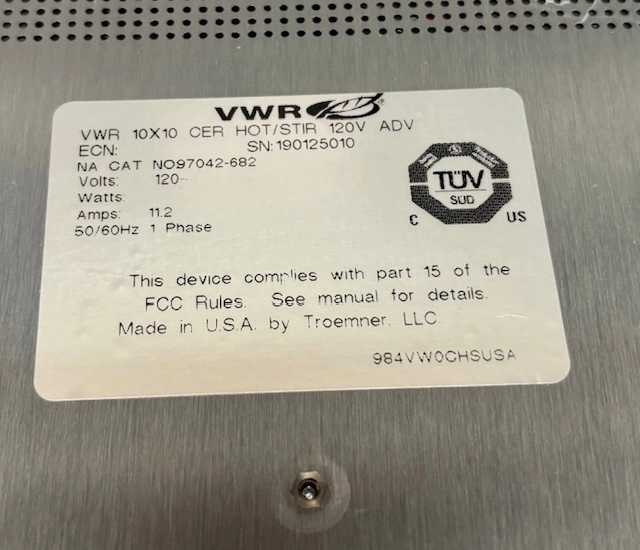 VWR
VWR 10X10 CER HOT/STIR 120V ADV
ECN: SN:190125010
NA CAT NO97042-682
Volts: 120~
Watts:
Amps: 11.2
50/60Hz 1 Phase
TÜV
SUD
C US
This device complies with part 15 of the
FCC Rules. See manual for details.
Made in U.S.A. by Troemner, LLC
984VW0CHSUSA